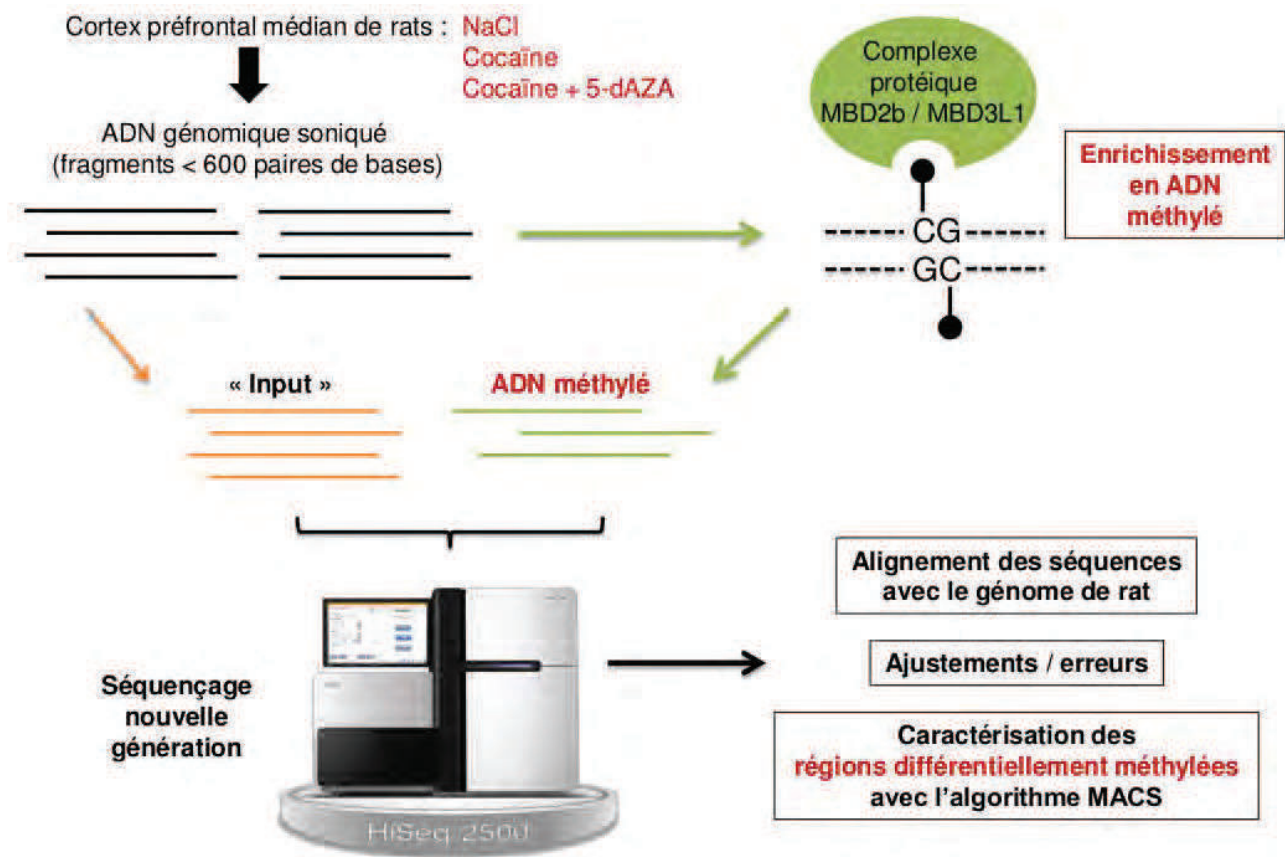 Cortex préfrontal médian de rats : NaCl
Cocaïne
Cocaïne + 5-dAZA
ADN génomique soniqué
(fragments < 600 paires de bases)
Complexe
protéique
MBD2b / MBD3L1
Enrichissement
en ADN
méthylé
CG
GC
« Input »
ADN méthylé
Séquençage
nouvelle
génération
HiSeq 2500
Alignement des séquences
avec le génome de rat
Ajustements / erreurs
Caractérisation des
régions différentiellement méthylées
avec l'algorithme MACS